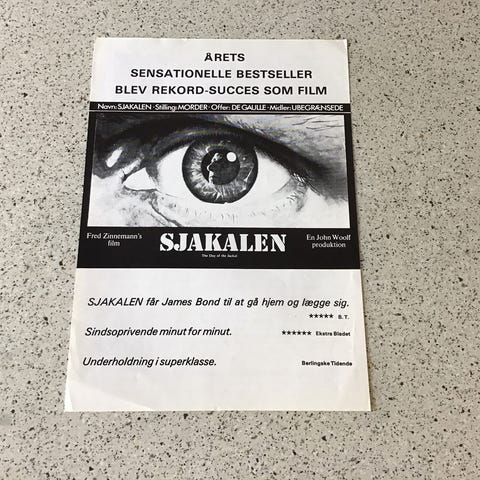 ÅRETS
SENSATIONELLE BESTSELLER
BLEV REKORD-SUCCES SOM FILM
Navn: SJAKALEN · Stilling: MORDER · Offer: DE GAULLE · Midler: UBEGRÆNSEDE
Fred Zinnemann's
film
SJAKALEN
The Day of the Jackal
En John Woolf
produktion
SJAKALEN får James Bond til at gå hjem og lægge sig.
★★★★★ B.T.
Sindsoprivende minut for minut.
★★★★★★ Ekstra Bladet
Underholdning i superklasse.
Berlingske Tidende